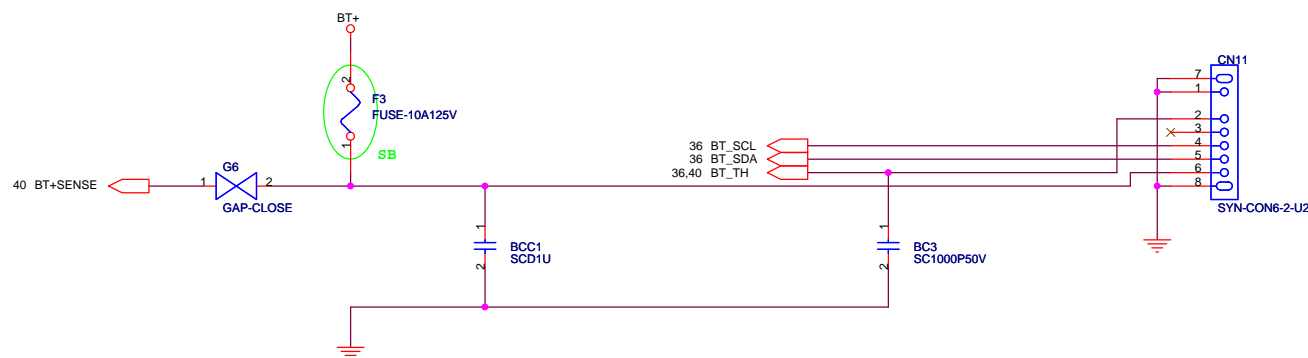 BT+
CN11
7
1
2
F3
FUSE-10A125V
2
3
1
36 BT_SCL
4
SB
36 BT_SDA
5
G6
36,40 BT_TH
6
40 BT+SENSE
1
2
8
GAP-CLOSE
SYN-CON6-2-U2
1
1
BCC1
SCD1U
BC3
SC1000P50V
2
2